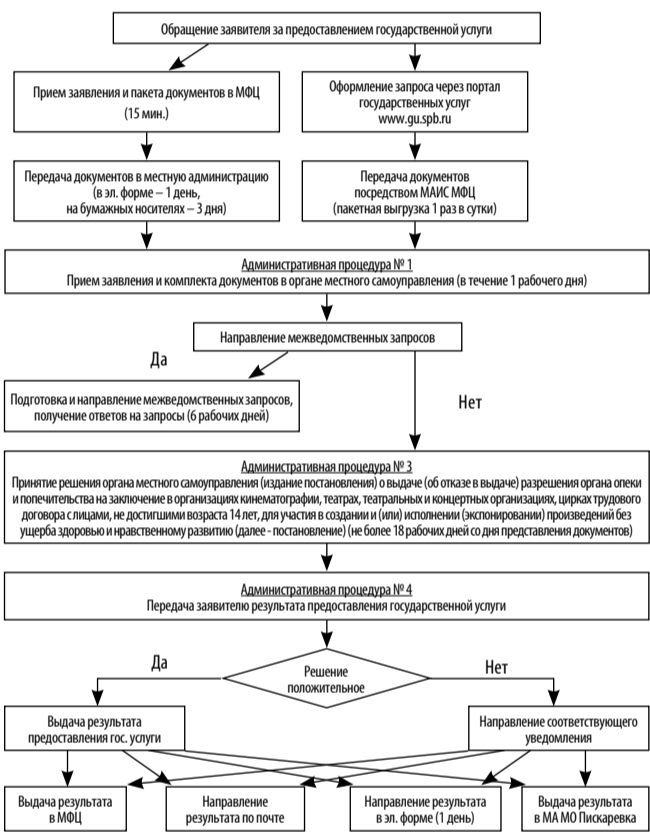 Обращение заявителя за предоставлением государственной услуги
Прием заявления и пакета документов в МФЦ
(15 мин.)
Оформление запроса через портал
государственных услуг
www.gu.spb.ru
Передача документов в местную администрацию
(в эл. форме – 1 день,
на бумажных носителях – 3 дня)
Передача документов
посредством МАИС МФЦ
(пакетная выгрузка 1 раз в сутки)
Административная процедура № 1
Прием заявления и комплекта документов в органе местного самоуправления (в течение 1 рабочего дня)
Направление межведомственных запросов
Да
Подготовка и направление межведомственных запросов,
получение ответов на запросы (6 рабочих дней)
Нет
Административная процедура № 3
Принятие решения органа местного самоуправления (издание постановления) о выдаче (об отказе в выдаче) разрешения органа опеки
и попечительства на заключение в организациях кинематографии, театрах, театральных и концертных организациях, цирках трудового
договора с лицами, не достигшими возраста 14 лет, для участия в создании и (или) исполнении (экспонировании) произведений без
ущерба здоровью и нравственному развитию (далее - постановление) (не более 18 рабочих дней со дня представления документов)
Административная процедура № 4
Передача заявителю результата предоставления государственной услуги
Да
Решение
положительное
Нет
Выдача результата
предоставления гос. услуги
Направление соответствующего
уведомления
Выдача результата
в МФЦ
Направление
результата по почте
Направление результата
в эл. форме (1 день)
Выдача результата
в МА МО Пискаревка